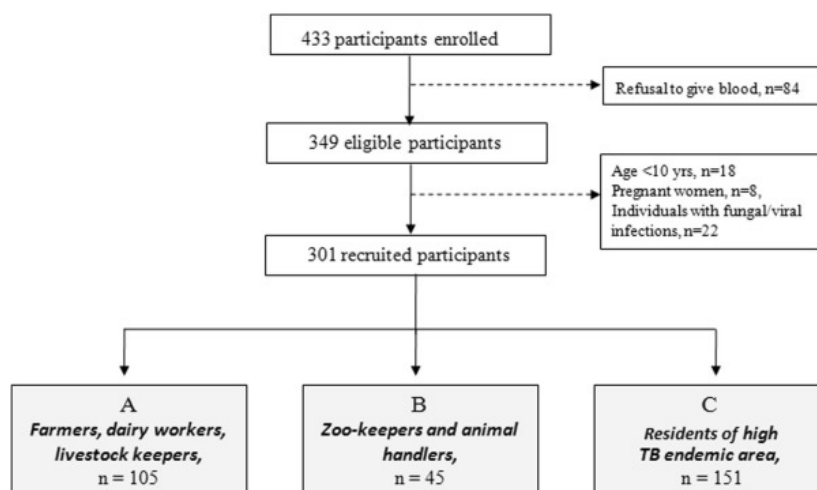 433 participants enrolled
Refusal to give blood, n=84
349 eligible participants
Age <10 yrs, n=18
Pregnant women, n=8,
Individuals with fungal/viral
infections, n=22
301 recruited participants
A
Farmers, dairy workers,
livestock keepers,
n = 105
B
Zoo-keepers and animal
handlers,
n = 45
C
Residents of high
TB endemic area,
n = 151